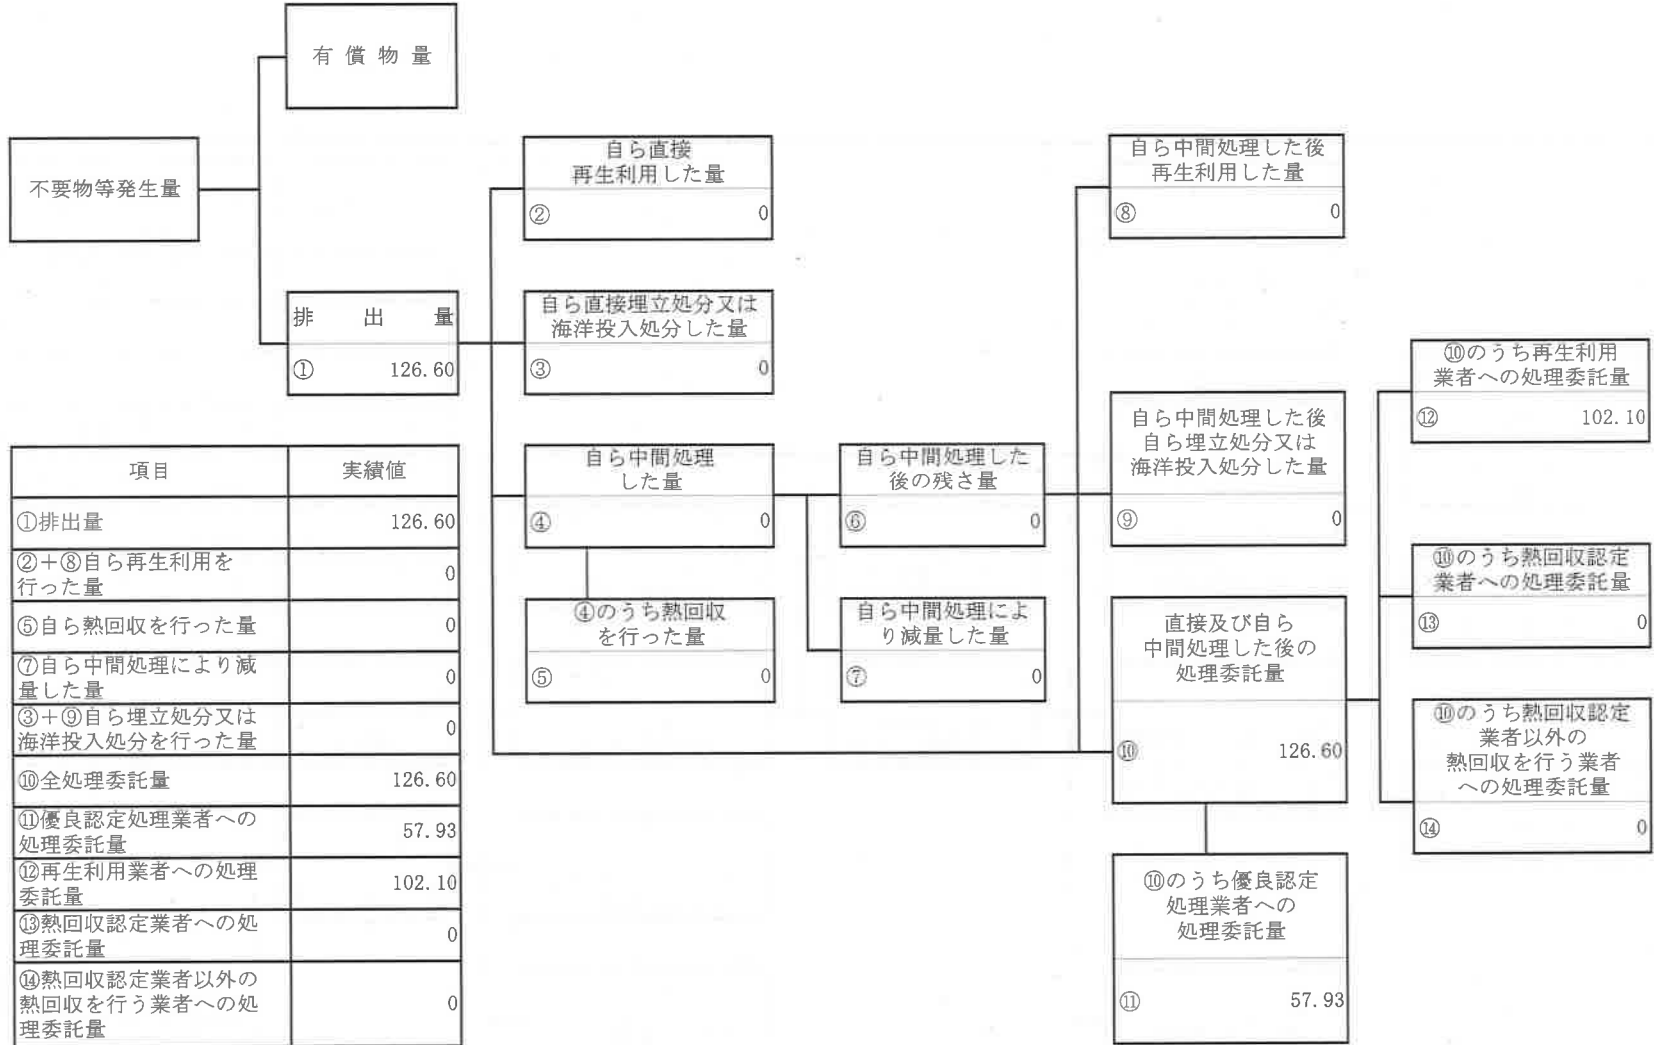 有 償 物 量
不要物等発生量
排 出 量
① 126.60
自ら直接
再生利用した量
② 0
自ら直接埋立処分又は
海洋投入処分した量
③ 0
自ら中間処理
した量
④ 0
④のうち熱回収
を行った量
⑤ 0
自ら中間処理した
後の残さ量
⑥ 0
自ら中間処理によ
り減量した量
⑦ 0
自ら中間処理した後
再生利用した量
⑧ 0
自ら中間処理した後
自ら埋立処分又は
海洋投入処分した量
⑨ 0
直接及び自ら
中間処理した後の
処理委託量
⑩ 126.60
⑩のうち優良認定
処理業者への
処理委託量
⑪ 57.93
⑩のうち再生利用
業者への処理委託量
⑫ 102.10
⑩のうち熱回収認定
業者への処理委託量
⑬ 0
⑩のうち熱回収認定
業者以外の
熱回収を行う業者
への処理委託量
⑭ 0
項目 実績値
①排出量 126.60
②+⑧自ら再生利用を
行った量 0
⑤自ら熱回収を行った量 0
⑦自ら中間処理により減
量した量 0
③+⑨自ら埋立処分又は
海洋投入処分を行った量 0
⑩全処理委託量 126.60
⑪優良認定処理業者への
処理委託量 57.93
⑫再生利用業者への処理
委託量 102.10
⑬熱回収認定業者への処
理委託量 0
⑭熱回収認定業者以外の
熱回収を行う業者への処
理委託量 0